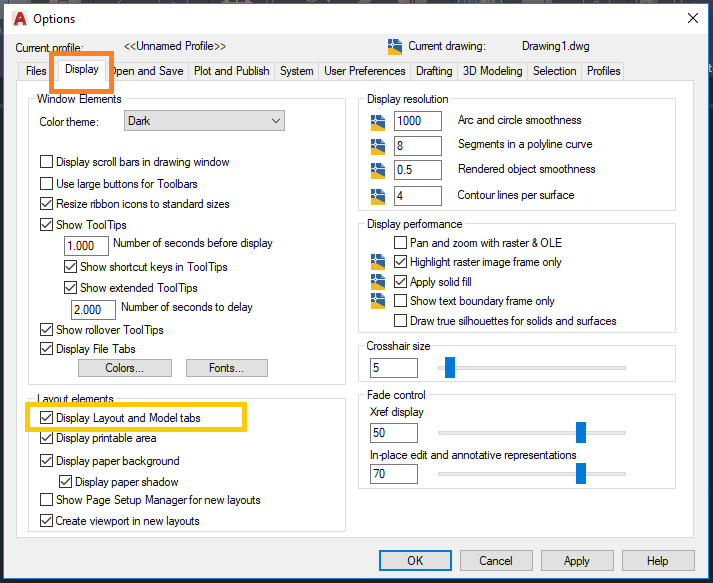 Options
Current profile: <<Unnamed Profile>> Current drawing: Drawing1.dwg
Files Display Open and Save Plot and Publish System User Preferences Drafting 3D Modeling Selection Profiles
Window Elements
Color theme: Dark
Display scroll bars in drawing window
Use large buttons for Toolbars
Resize ribbon icons to standard sizes
Show ToolTips
1.000 Number of seconds before display
Show shortcut keys in ToolTips
Show extended ToolTips
2.000 Number of seconds to delay
Show rollover ToolTips
Display File Tabs
Colors... Fonts...
Layout elements
Display Layout and Model tabs
Display printable area
Display paper background
Display paper shadow
Show Page Setup Manager for new layouts
Create viewport in new layouts
Display resolution
1000 Arc and circle smoothness
8 Segments in a polyline curve
0.5 Rendered object smoothness
4 Contour lines per surface
Display performance
Pan and zoom with raster & OLE
Highlight raster image frame only
Apply solid fill
Show text boundary frame only
Draw true silhouettes for solids and surfaces
Crosshair size
5
Fade control
Xref display
50
In-place edit and annotative representations
70
OK Cancel Apply Help